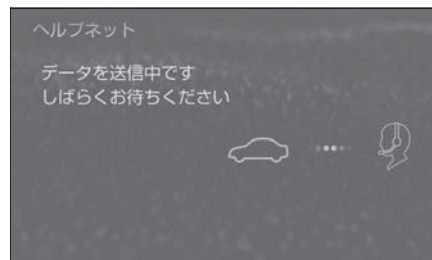 ヘルプネット
データを送信中です
しばらくお待ちください